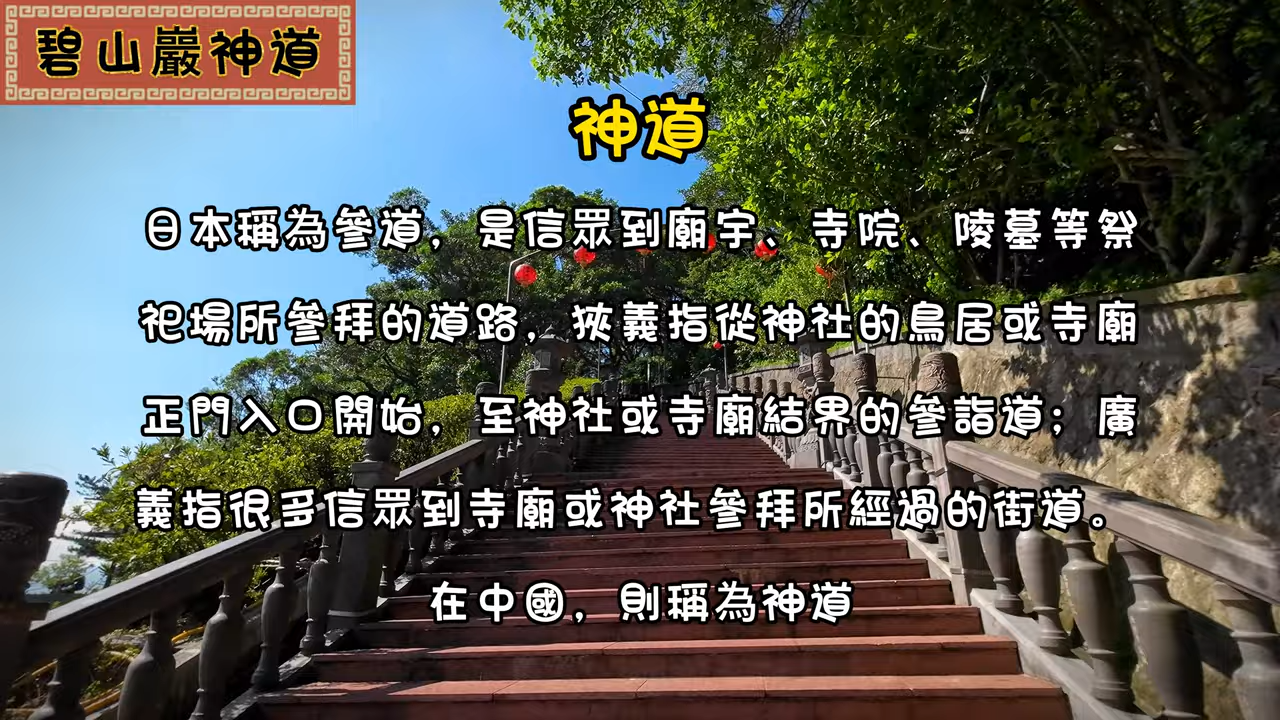 碧山巖神道
神道
日本稱為參道，是信眾到廟宇、寺院、陵墓等祭
祀場所參拜的道路，狹義指從神社的鳥居或寺廟
正門入口開始，至神社或寺廟結界的參詣道；廣
義指很多信眾到寺廟或神社參拜所經過的街道。
在中國，則稱為神道